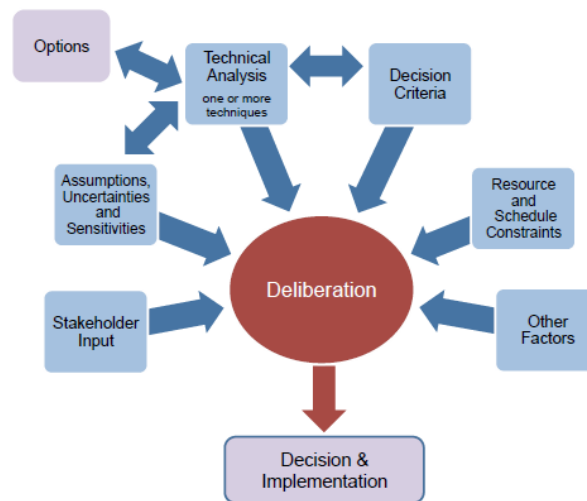 Options
Technical
Analysis
one or more
techniques
Decision
Criteria
Assumptions,
Uncertainties
and
Sensitivities
Resource
and
Schedule
Constraints
Deliberation
Stakeholder
Input
Other
Factors
Decision &
Implementation